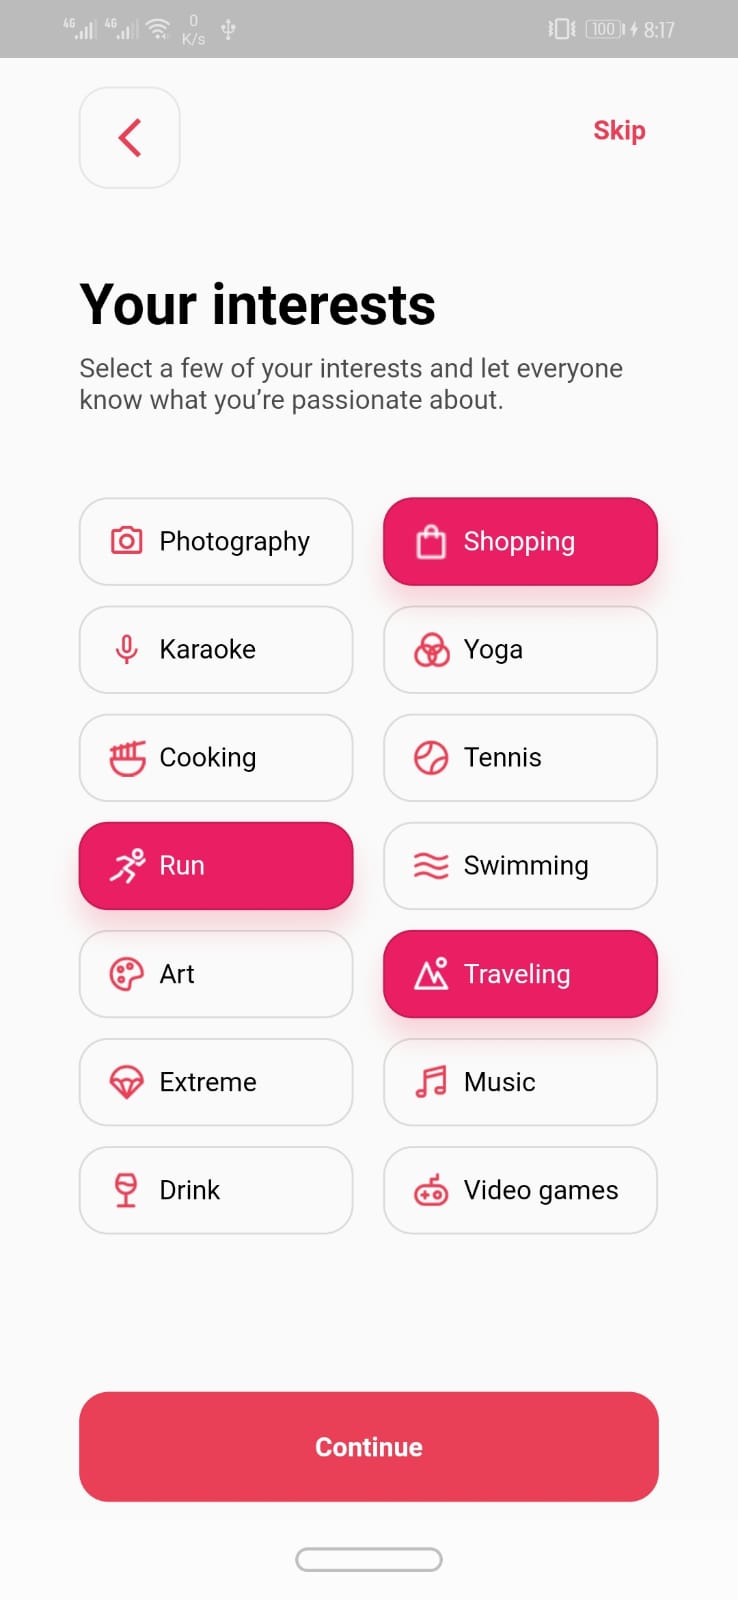 4G 4G 0 K/s 100 8:17
Skip
Your interests
Select a few of your interests and let everyone
know what you’re passionate about.
Photography Shopping
Karaoke Yoga
Cooking Tennis
Run Swimming
Art Traveling
Extreme Music
Drink Video games
Continue